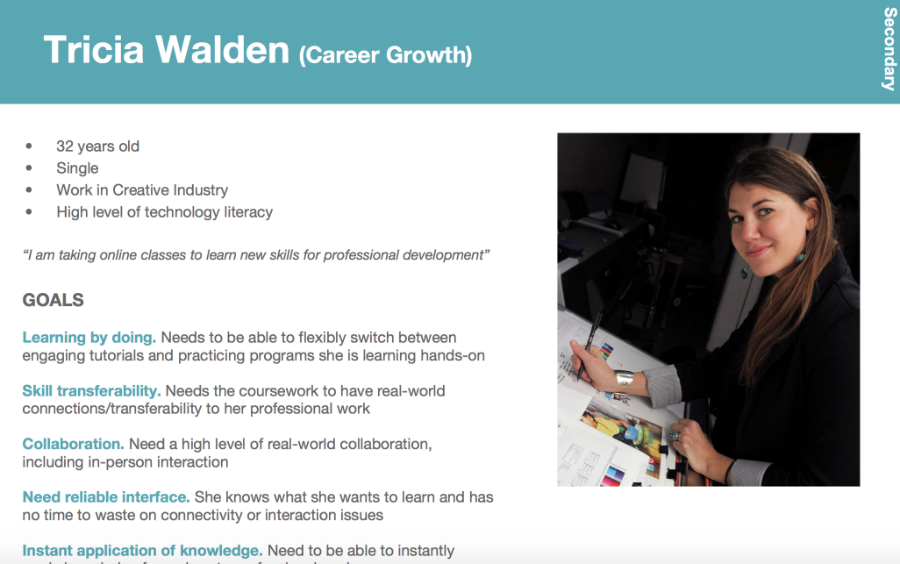 Tricia Walden (Career Growth)
Secondary
• 32 years old
• Single
• Work in Creative Industry
• High level of technology literacy
“I am taking online classes to learn new skills for professional development”
GOALS
Learning by doing. Needs to be able to flexibly switch between
engaging tutorials and practicing programs she is learning hands-on
Skill transferability. Needs the coursework to have real-world
connections/transferability to her professional work
Collaboration. Need a high level of real-world collaboration,
including in-person interaction
Need reliable interface. She knows what she wants to learn and has
no time to waste on connectivity or interaction issues
Instant application of knowledge. Need to be able to instantly